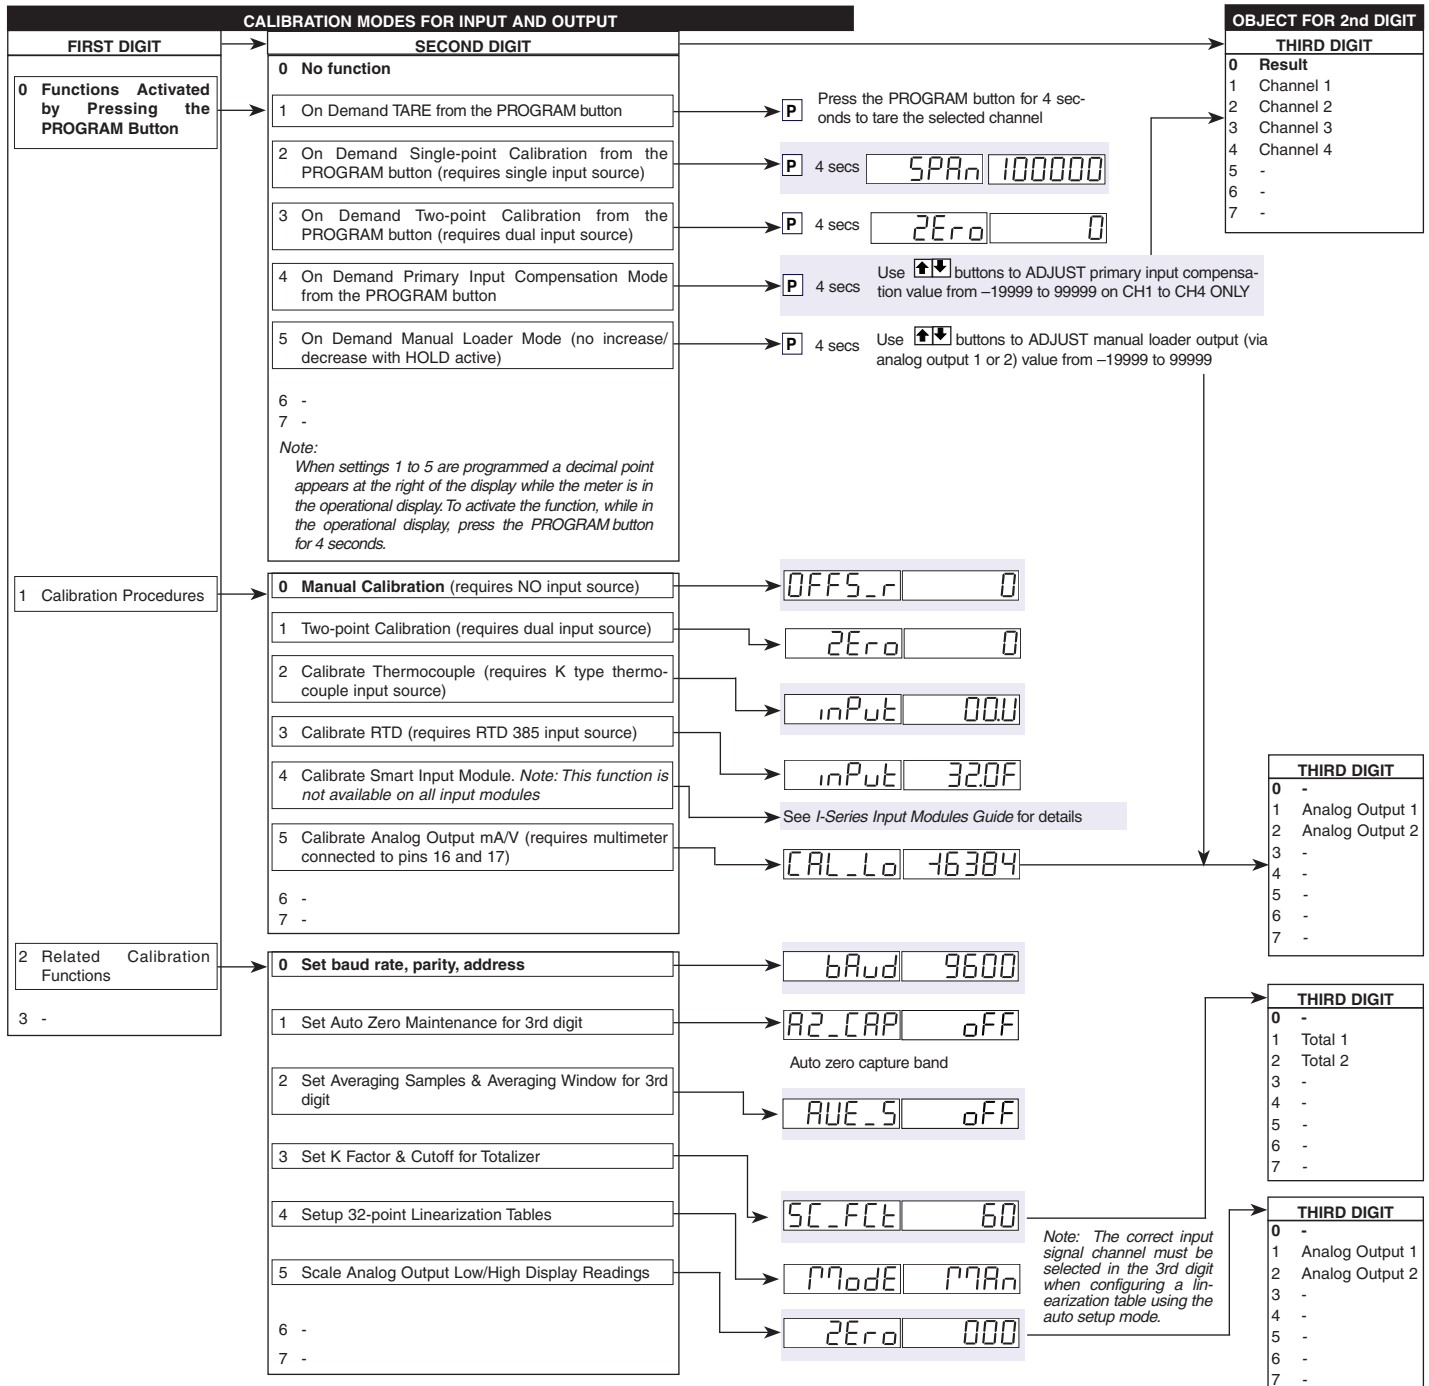 CALIBRATION MODES FOR INPUT AND OUTPUT
OBJECT FOR 2nd DIGIT
FIRST DIGIT
SECOND DIGIT
THIRD DIGIT
0 Functions Activated
by Pressing the
PROGRAM Button
0 No function
1 On Demand TARE from the PROGRAM button
P Press the PROGRAM button for 4 sec-
onds to tare the selected channel
2 On Demand Single-point Calibration from the
PROGRAM button (requires single input source)
P 4 secs SPAn 100000
3 On Demand Two-point Calibration from the
PROGRAM button (requires dual input source)
P 4 secs ZEro 0
4 On Demand Primary Input Compensation Mode
from the PROGRAM button
P 4 secs Use buttons to ADJUST primary input compensa-
tion value from –19999 to 99999 on CH1 to CH4 ONLY
5 On Demand Manual Loader Mode (no increase/
decrease with HOLD active)
P 4 secs Use buttons to ADJUST manual loader output (via
analog output 1 or 2) value from –19999 to 99999
6 -
7 -
Note:
When settings 1 to 5 are programmed a decimal point
appears at the right of the display while the meter is in
the operational display. To activate the function, while in
the operational display, press the PROGRAM button
for 4 seconds.
0 Result
1 Channel 1
2 Channel 2
3 Channel 3
4 Channel 4
5 -
6 -
7 -
1 Calibration Procedures
0 Manual Calibration (requires NO input source)
OFFS_r 0
1 Two-point Calibration (requires dual input source)
ZEro 0
2 Calibrate Thermocouple (requires K type thermo-
couple input source)
inPut 00.U
3 Calibrate RTD (requires RTD 385 input source)
inPut 32.0F
4 Calibrate Smart Input Module. Note: This function is
not available on all input modules
See I-Series Input Modules Guide for details
5 Calibrate Analog Output mA/V (requires multimeter
connected to pins 16 and 17)
CAL_Lo -16384
6 -
7 -
THIRD DIGIT
0 -
1 Analog Output 1
2 Analog Output 2
3 -
4 -
5 -
6 -
7 -
2 Related Calibration
Functions
3 -
0 Set baud rate, parity, address
bAud 9600
1 Set Auto Zero Maintenance for 3rd digit
AZ_CAP oFF
Auto zero capture band
2 Set Averaging Samples & Averaging Window for 3rd
digit
AVE_S oFF
3 Set K Factor & Cutoff for Totalizer
SC_FCt 60
4 Setup 32-point Linearization Tables
ModE MAn
5 Scale Analog Output Low/High Display Readings
ZEro 000
6 -
7 -
Note: The correct input
signal channel must be
selected in the 3rd digit
when configuring a lin-
earization table using the
auto setup mode.
THIRD DIGIT
0 -
1 Total 1
2 Total 2
3 -
4 -
5 -
6 -
7 -
THIRD DIGIT
0 -
1 Analog Output 1
2 Analog Output 2
3 -
4 -
5 -
6 -
7 -